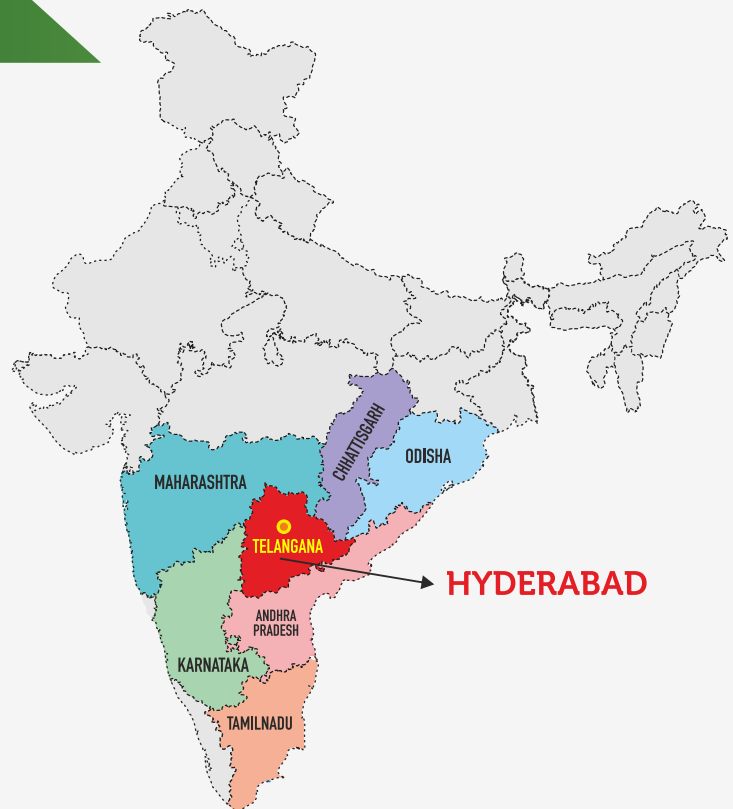 CHHATTISGARH
ODISHA
MAHARASHTRA
TELANGANA
HYDERABAD
ANDHRA
PRADESH
KARNATAKA
TAMILNADU